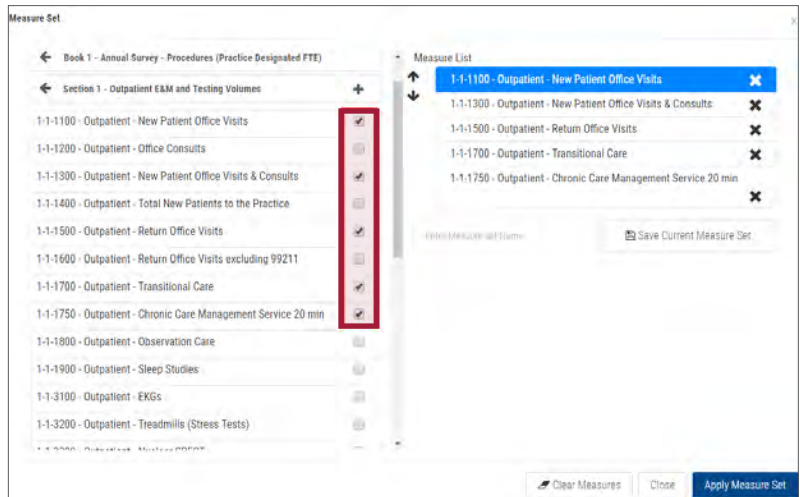 Measure Set
Book 1 - Annual Survey - Procedures (Practice Designated FTE)
Section 1 - Outpatient E&M and Testing Volumes
1-1-1100 - Outpatient - New Patient Office Visits
1-1-1200 - Outpatient - Office Consults
1-1-1300 - Outpatient - New Patient Office Visits & Consults
1-1-1400 - Outpatient - Total New Patients to the Practice
1-1-1500 - Outpatient - Return Office Visits
1-1-1600 - Outpatient - Return Office Visits excluding 99211
1-1-1700 - Outpatient - Transitional Care
1-1-1750 - Outpatient - Chronic Care Management Service 20 min
1-1-1800 - Outpatient - Observation Care
1-1-1900 - Outpatient - Sleep Studies
1-1-3100 - Outpatient - EKGs
1-1-3200 - Outpatient - Treadmills (Stress Tests)
Measure List
1-1-1100 - Outpatient - New Patient Office Visits
1-1-1300 - Outpatient - New Patient Office Visits & Consults
1-1-1500 - Outpatient - Return Office Visits
1-1-1700 - Outpatient - Transitional Care
1-1-1750 - Outpatient - Chronic Care Management Service 20 min
Enter Measure Set Name
Save Current Measure Set
Clear Measures
Close
Apply Measure Set